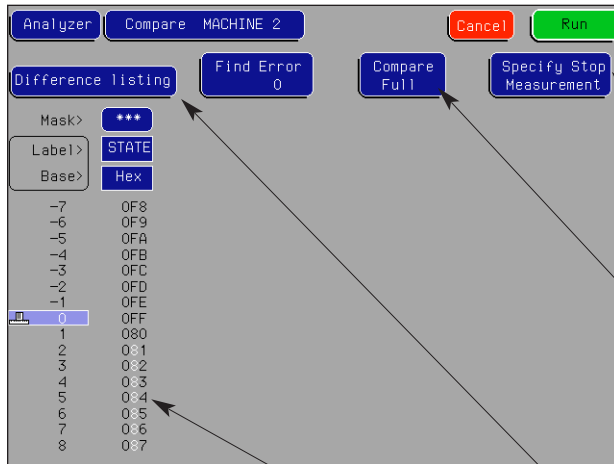 Analyzer Compare MACHINE 2 Cancel Run
Difference listing Find Error 0 Compare Full Specify Stop Measurement
Mask> ***
Label> STATE
Base> Hex
-7 0F8
-6 0F9
-5 0FA
-4 0FB
-3 0FC
-2 0FD
-1 0FE
0 0FF
1 080
2 081
3 082
4 083
5 084
6 085
7 086
8 087